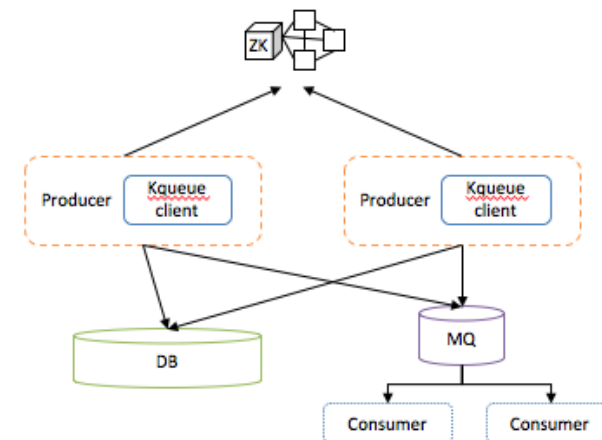 ZK
Producer
Kqueue
client
Producer
Kqueue
client
DB
MQ
Consumer
Consumer